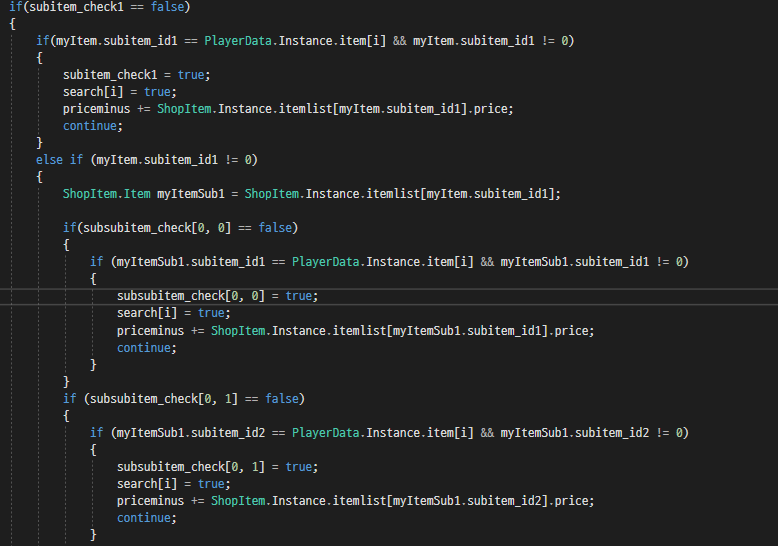 if(subitem_check1 == false)
{
if(myItem.subitem_id1 == PlayerData.Instance.item[i] && myItem.subitem_id1 != 0)
{
subitem_check1 = true;
search[i] = true;
priceminus += ShopItem.Instance.itemlist[myItem.subitem_id1].price;
continue;
}
else if (myItem.subitem_id1 != 0)
{
ShopItem.Item myItemSub1 = ShopItem.Instance.itemlist[myItem.subitem_id1];
if(subsubitem_check[0, 0] == false)
{
if (myItemSub1.subitem_id1 == PlayerData.Instance.item[i] && myItemSub1.subitem_id1 != 0)
{
subsubitem_check[0, 0] = true;
search[i] = true;
priceminus += ShopItem.Instance.itemlist[myItemSub1.subitem_id1].price;
continue;
}
}
if (subsubitem_check[0, 1] == false)
{
if (myItemSub1.subitem_id2 == PlayerData.Instance.item[i] && myItemSub1.subitem_id2 != 0)
{
subsubitem_check[0, 1] = true;
search[i] = true;
priceminus += ShopItem.Instance.itemlist[myItemSub1.subitem_id2].price;
continue;
}